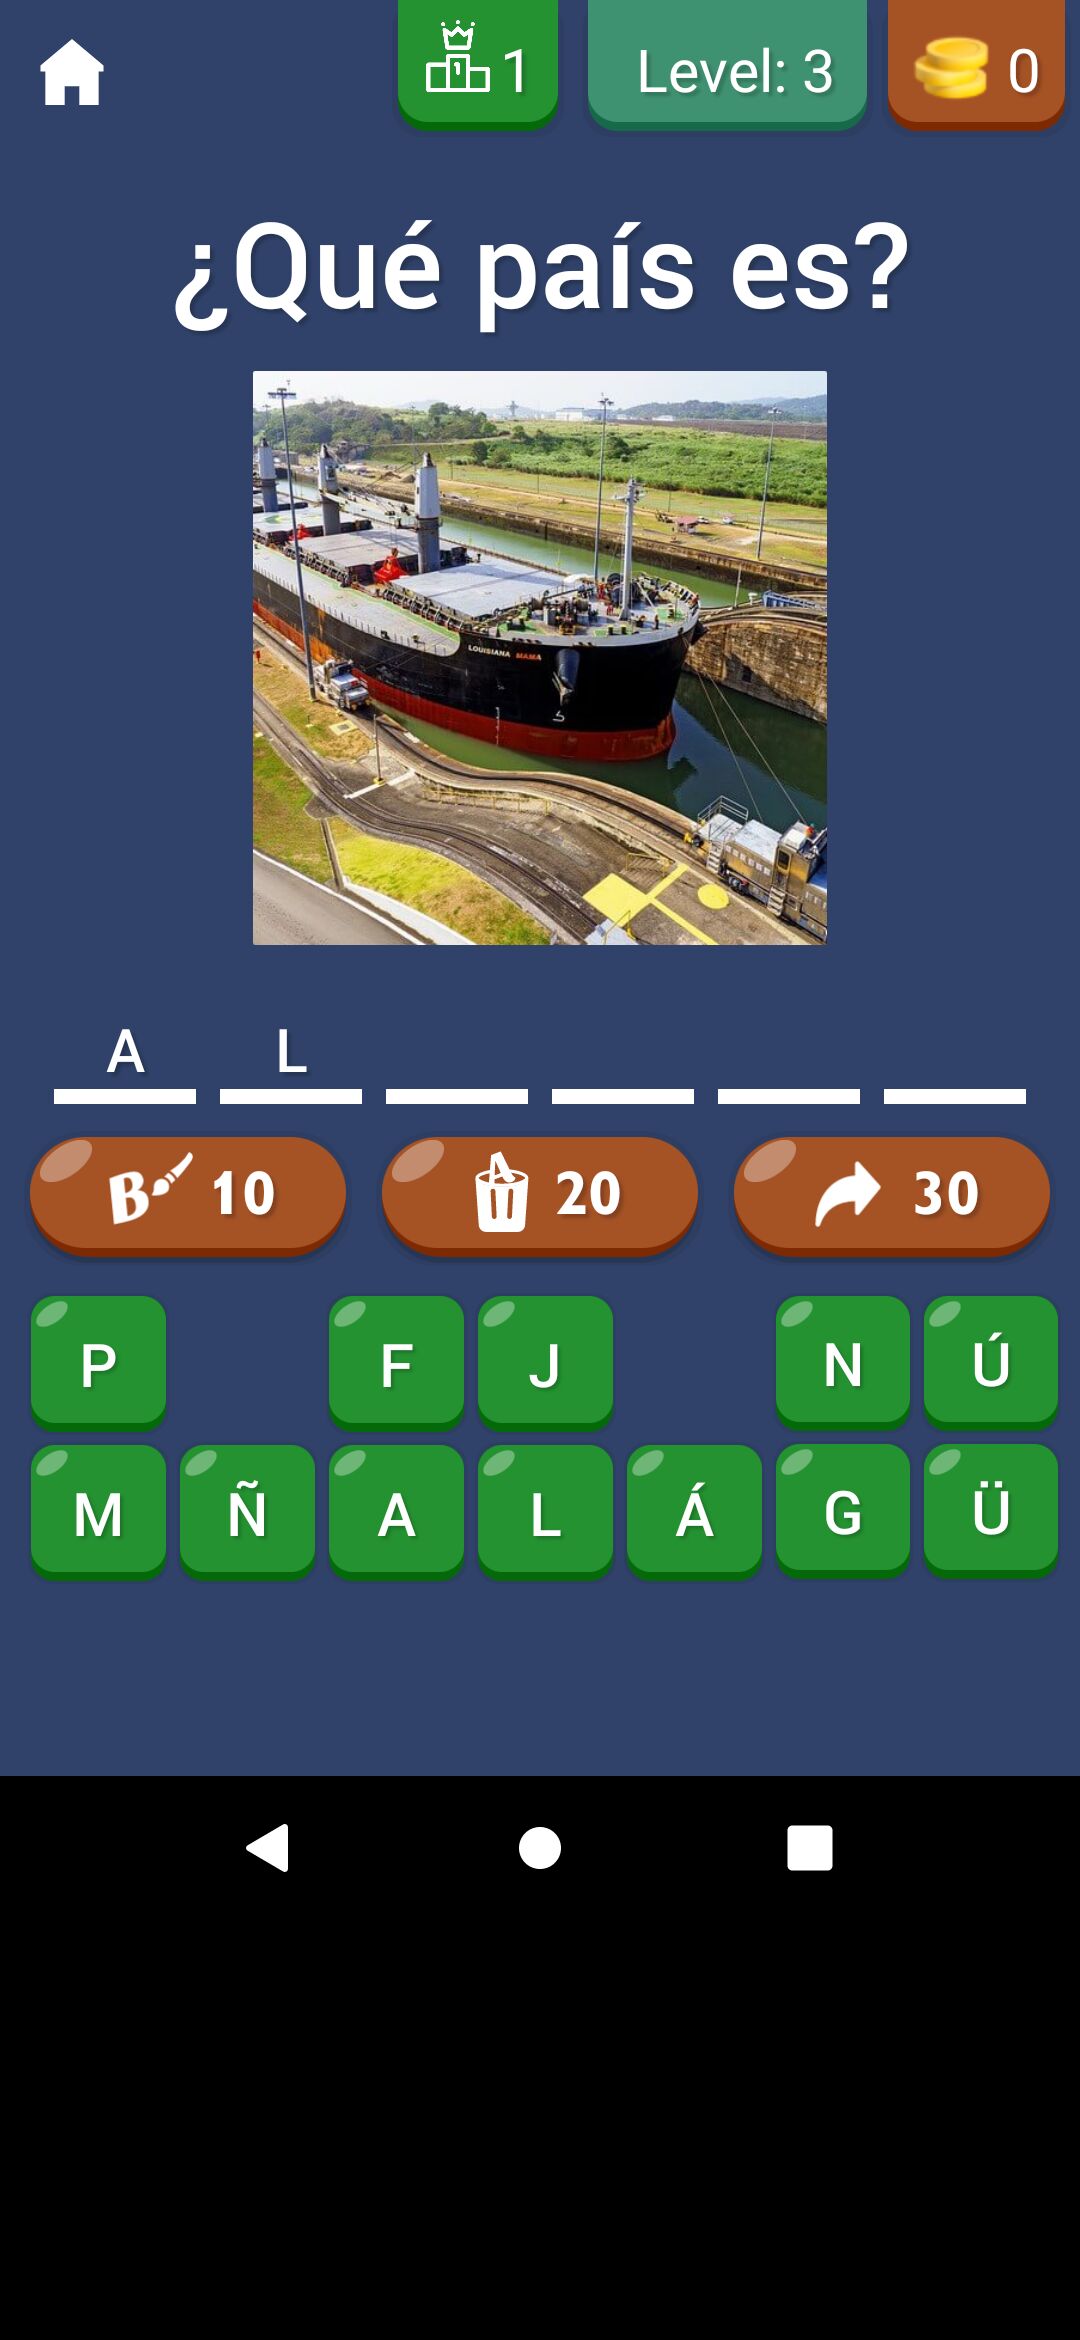 1 Level: 3 0
¿Qué país es?
LOUISIANA MAMA
A L
B 10 20 30
P F J N Ú
M Ñ A L Á G Ü